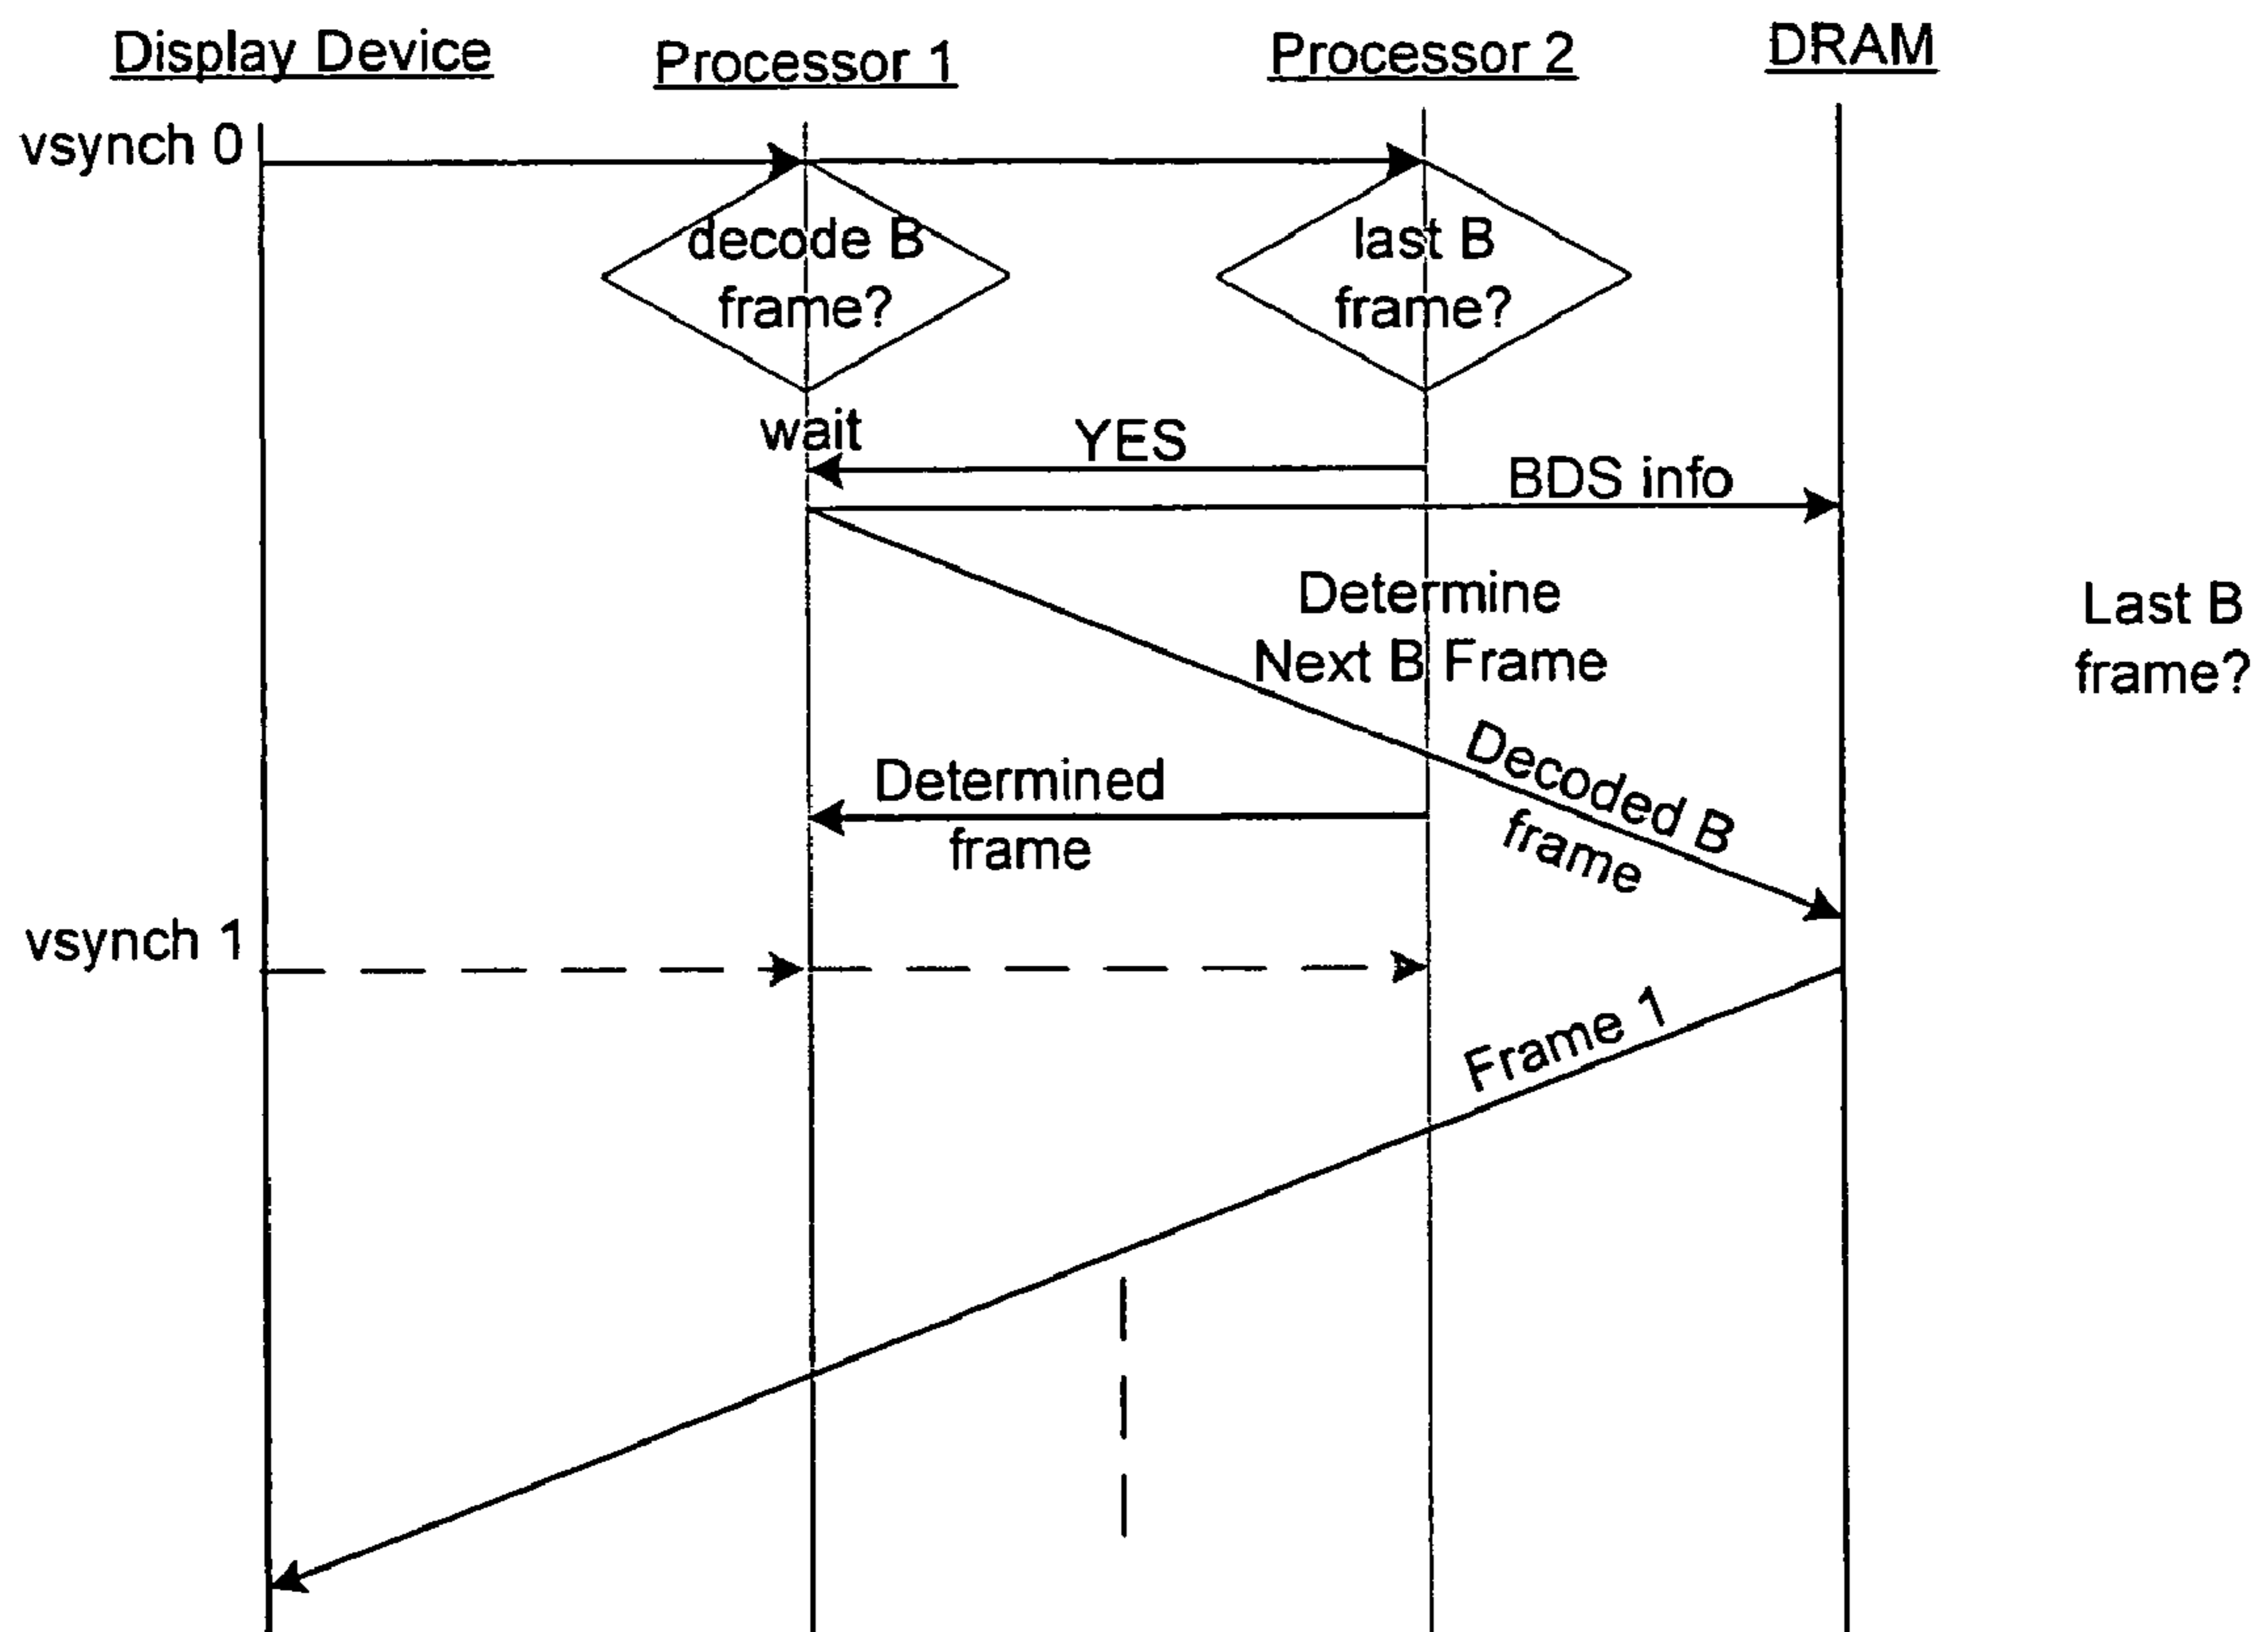 Display Device
Processor 1
Processor 2
DRAM
vsynch 0
decode B
frame?
last B
frame?
wait
YES
BDS info
Determine
Next B Frame
Last B
frame?
Decoded B
frame
Determined
frame
vsynch 1
Frame 1